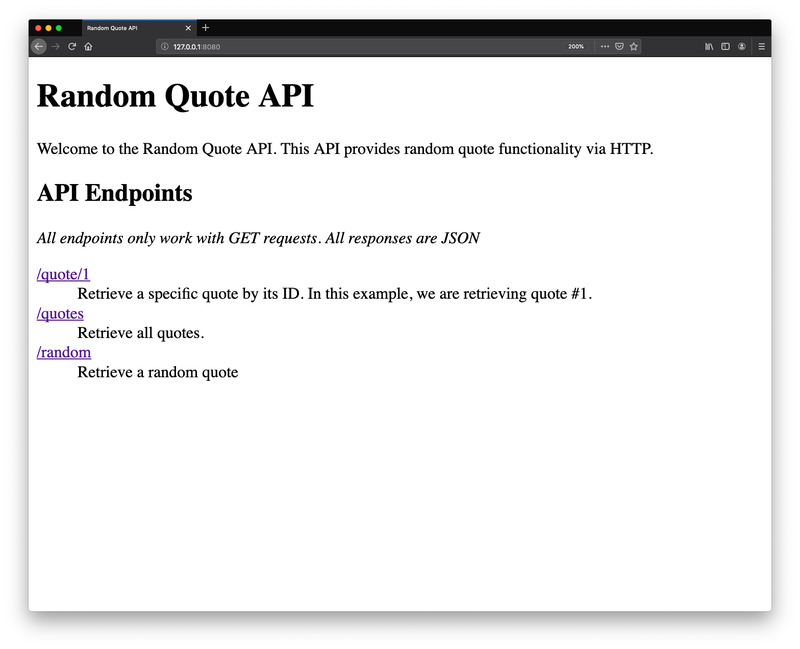 Random Quote API
127.0.0.1:8080
200%
Random Quote API
Welcome to the Random Quote API. This API provides random quote functionality via HTTP.
API Endpoints
All endpoints only work with GET requests. All responses are JSON
/quote/1
Retrieve a specific quote by its ID. In this example, we are retrieving quote #1.
/quotes
Retrieve all quotes.
/random
Retrieve a random quote